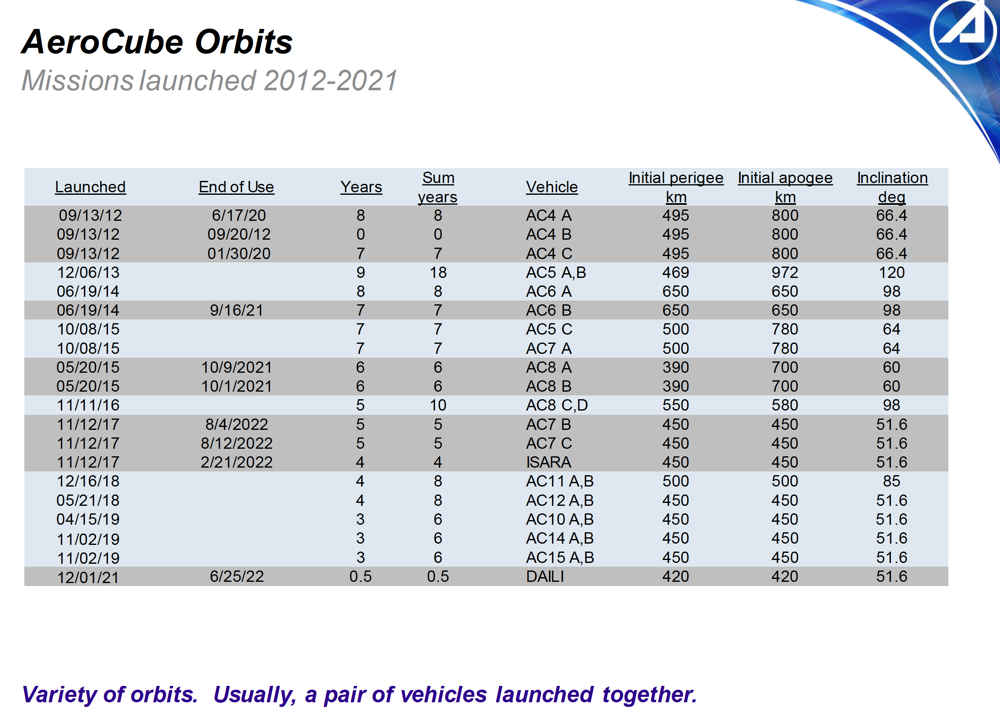 AeroCube Orbits
Missions launched 2012-2021
Launched End of Use Years Sum years Vehicle Initial perigee km Initial apogee km Inclination deg
09/13/12 6/17/20 8 8 AC4 A 495 800 66.4
09/13/12 09/20/12 0 0 AC4 B 495 800 66.4
09/13/12 01/30/20 7 7 AC4 C 495 800 66.4
12/06/13 9 18 AC5 A,B 469 972 120
06/19/14 8 8 AC6 A 650 650 98
06/19/14 9/16/21 7 7 AC6 B 650 650 98
10/08/15 7 7 AC5 C 500 780 64
10/08/15 7 7 AC7 A 500 780 64
05/20/15 10/9/2021 6 6 AC8 A 390 700 60
05/20/15 10/1/2021 6 6 AC8 B 390 700 60
11/11/16 5 10 AC8 C,D 550 580 98
11/12/17 8/4/2022 5 5 AC7 B 450 450 51.6
11/12/17 8/12/2022 5 5 AC7 C 450 450 51.6
11/12/17 2/21/2022 4 4 ISARA 450 450 51.6
12/16/18 4 8 AC11 A,B 500 500 85
05/21/18 4 8 AC12 A,B 450 450 51.6
04/15/19 3 6 AC10 A,B 450 450 51.6
11/02/19 3 6 AC14 A,B 450 450 51.6
11/02/19 3 6 AC15 A,B 450 450 51.6
12/01/21 6/25/22 0.5 0.5 DAILI 420 420 51.6
Variety of orbits. Usually, a pair of vehicles launched together.